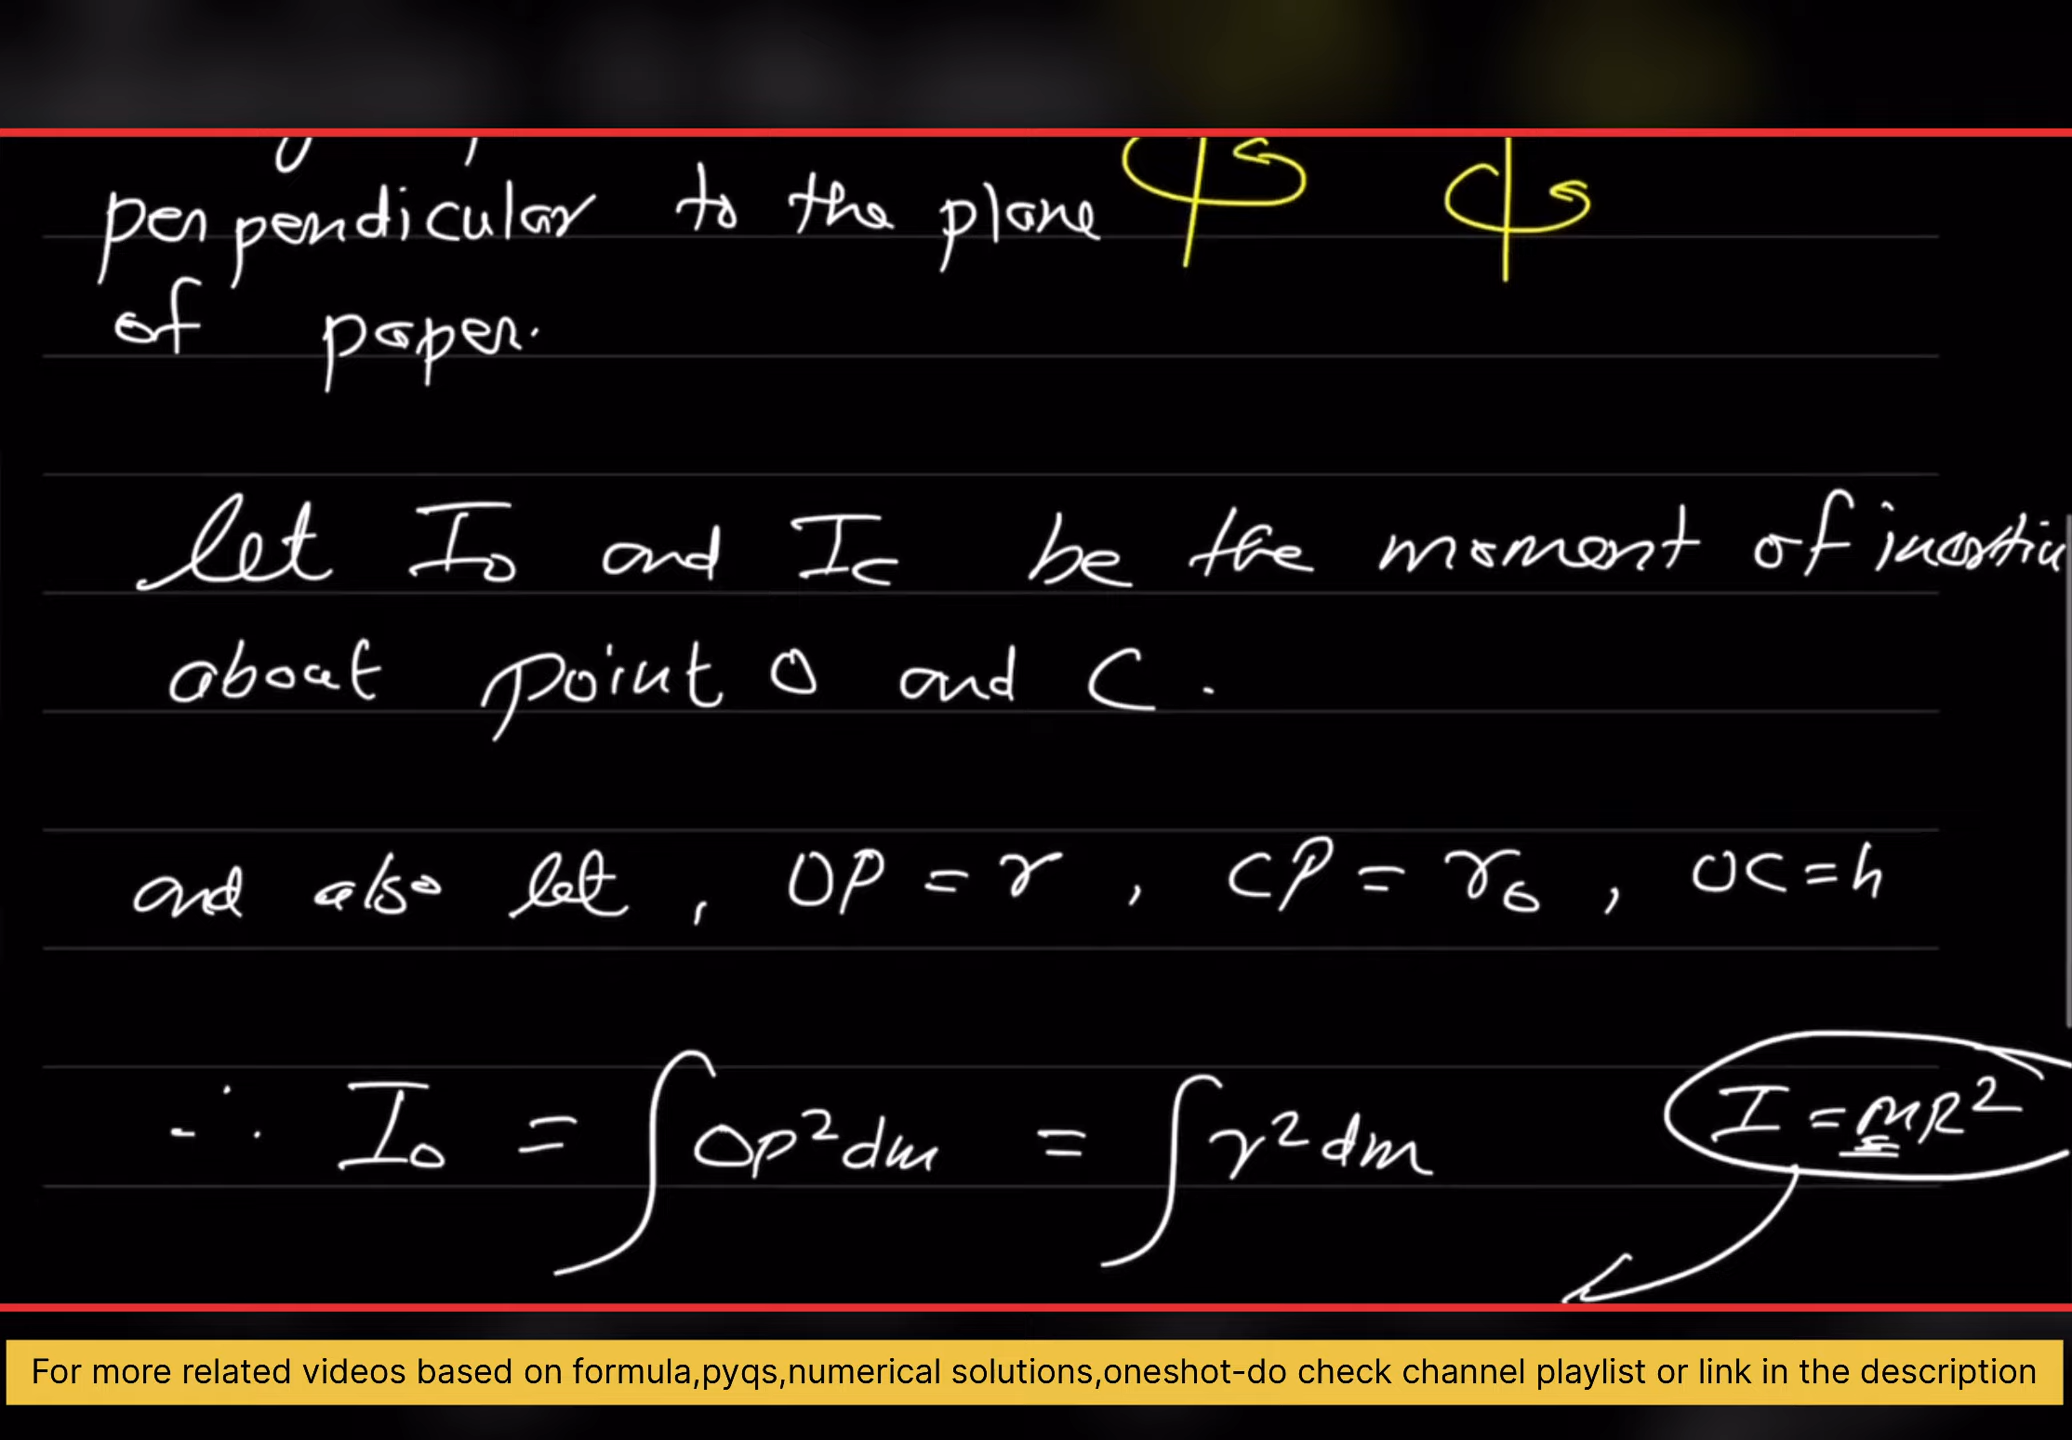 perpendicular to the plane
of paper.
let I₀ and I_C be the moment of inertia
about point O and C.
and also let, OP = r, CP = r₀, OC = h
∴ I₀ = ∫OP²dm = ∫r²dm
I = MR²
For more related videos based on formula,pyqs,numerical solutions,oneshot-do check channel playlist or link in the description